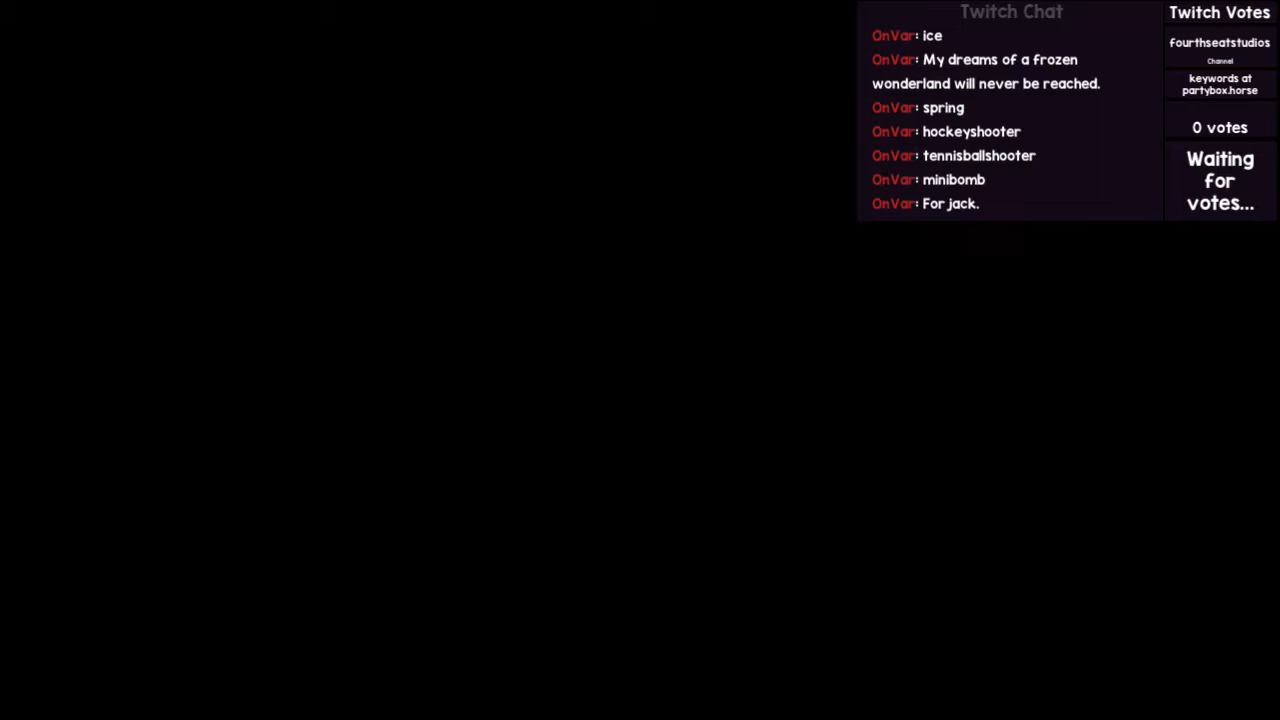 Twitch Chat
OnVar: ice
OnVar: My dreams of a frozen
wonderland will never be reached.
OnVar: spring
OnVar: hockeyshooter
OnVar: tennisballshooter
OnVar: minibomb
OnVar: For jack.
Twitch Votes
fourthseatstudios
Channel
keywords at
partybox.horse
0 votes
Waiting
for
votes...